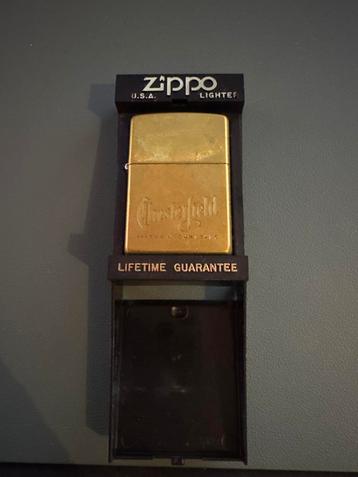 Zippo
U.S.A. LIGHTER
Chesterfield
LIFETIME GUARANTEE